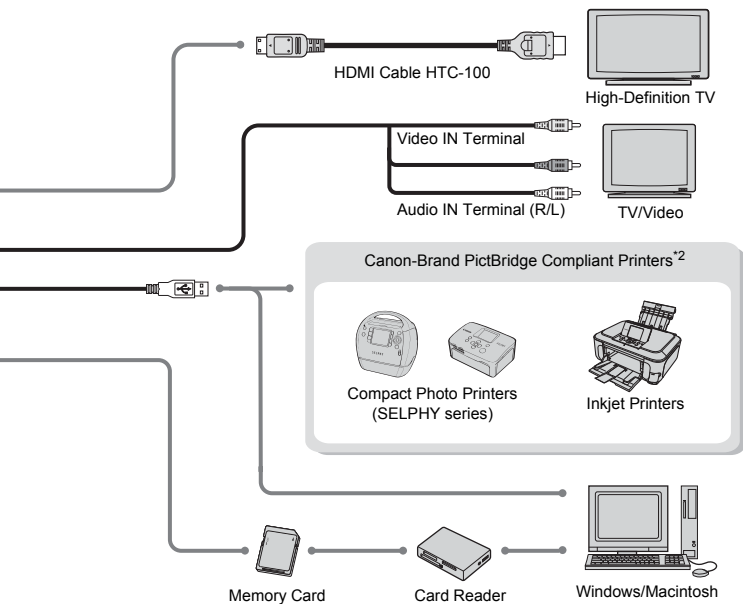 HDMI Cable HTC-100
High-Definition TV
Video IN Terminal
Audio IN Terminal (R/L)
TV/Video
Canon-Brand PictBridge Compliant Printers*2
Compact Photo Printers
(SELPHY series)
Inkjet Printers
Memory Card
Card Reader
Windows/Macintosh